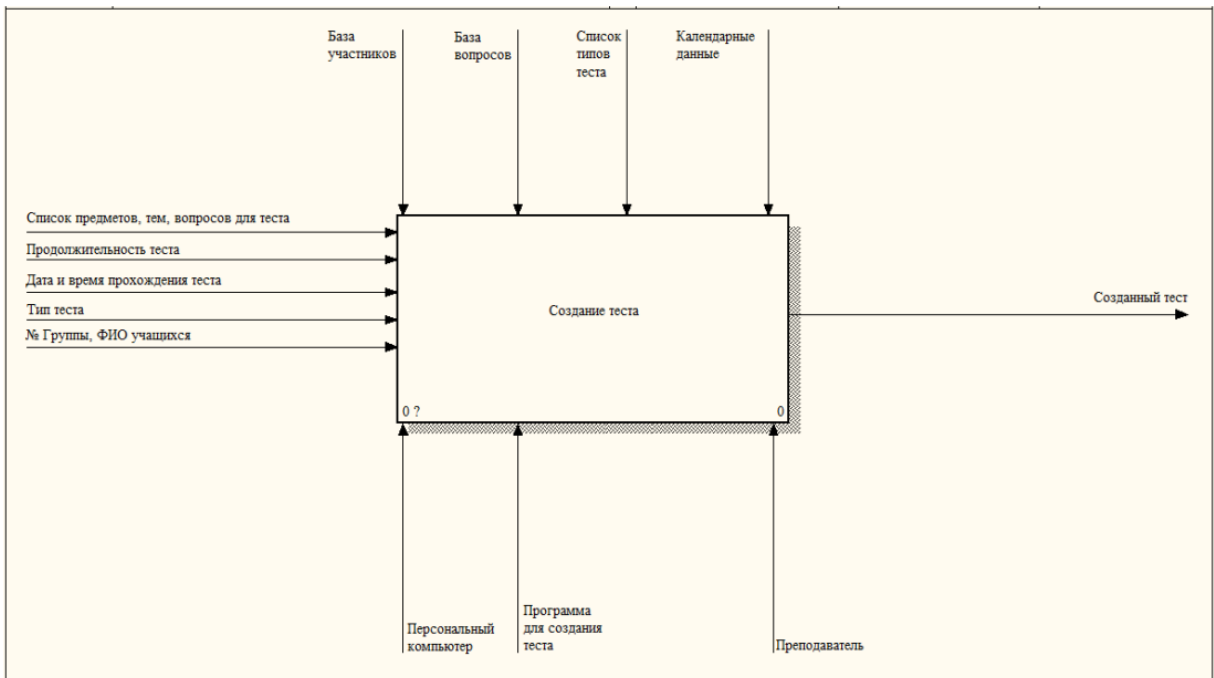 База
участников
База
вопросов
Список
типов
теста
Календарные
данные
Список предметов, тем, вопросов для теста
Продолжительность теста
Дата и время прохождения теста
Тип теста
№ Группы, ФИО учащихся
Создание теста
Созданный тест
0 ?
0
Персональный
компьютер
Программа
для создания
теста
Преподаватель